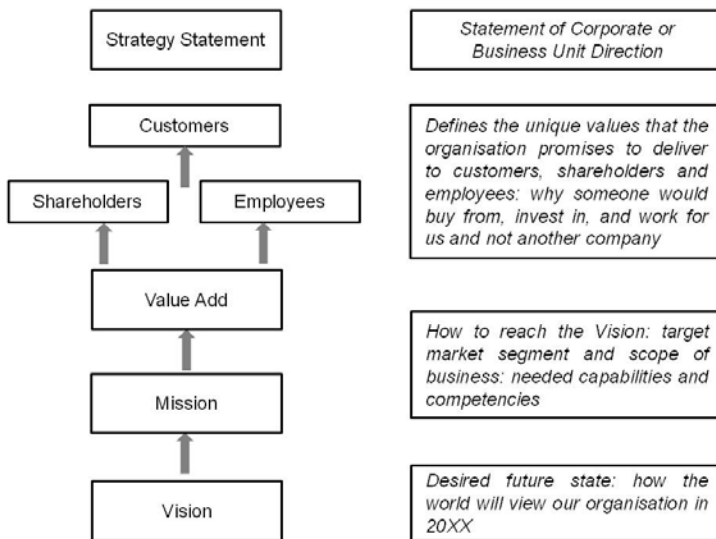 Strategy Statement
Statement of Corporate or
Business Unit Direction
Customers
Defines the unique values that the
organisation promises to deliver
to customers, shareholders and
employees: why someone would
buy from, invest in, and work for
us and not another company
Shareholders
Employees
Value Add
How to reach the Vision: target
market segment and scope of
business: needed capabilities and
competencies
Mission
Desired future state: how the
world will view our organisation in
20XX
Vision